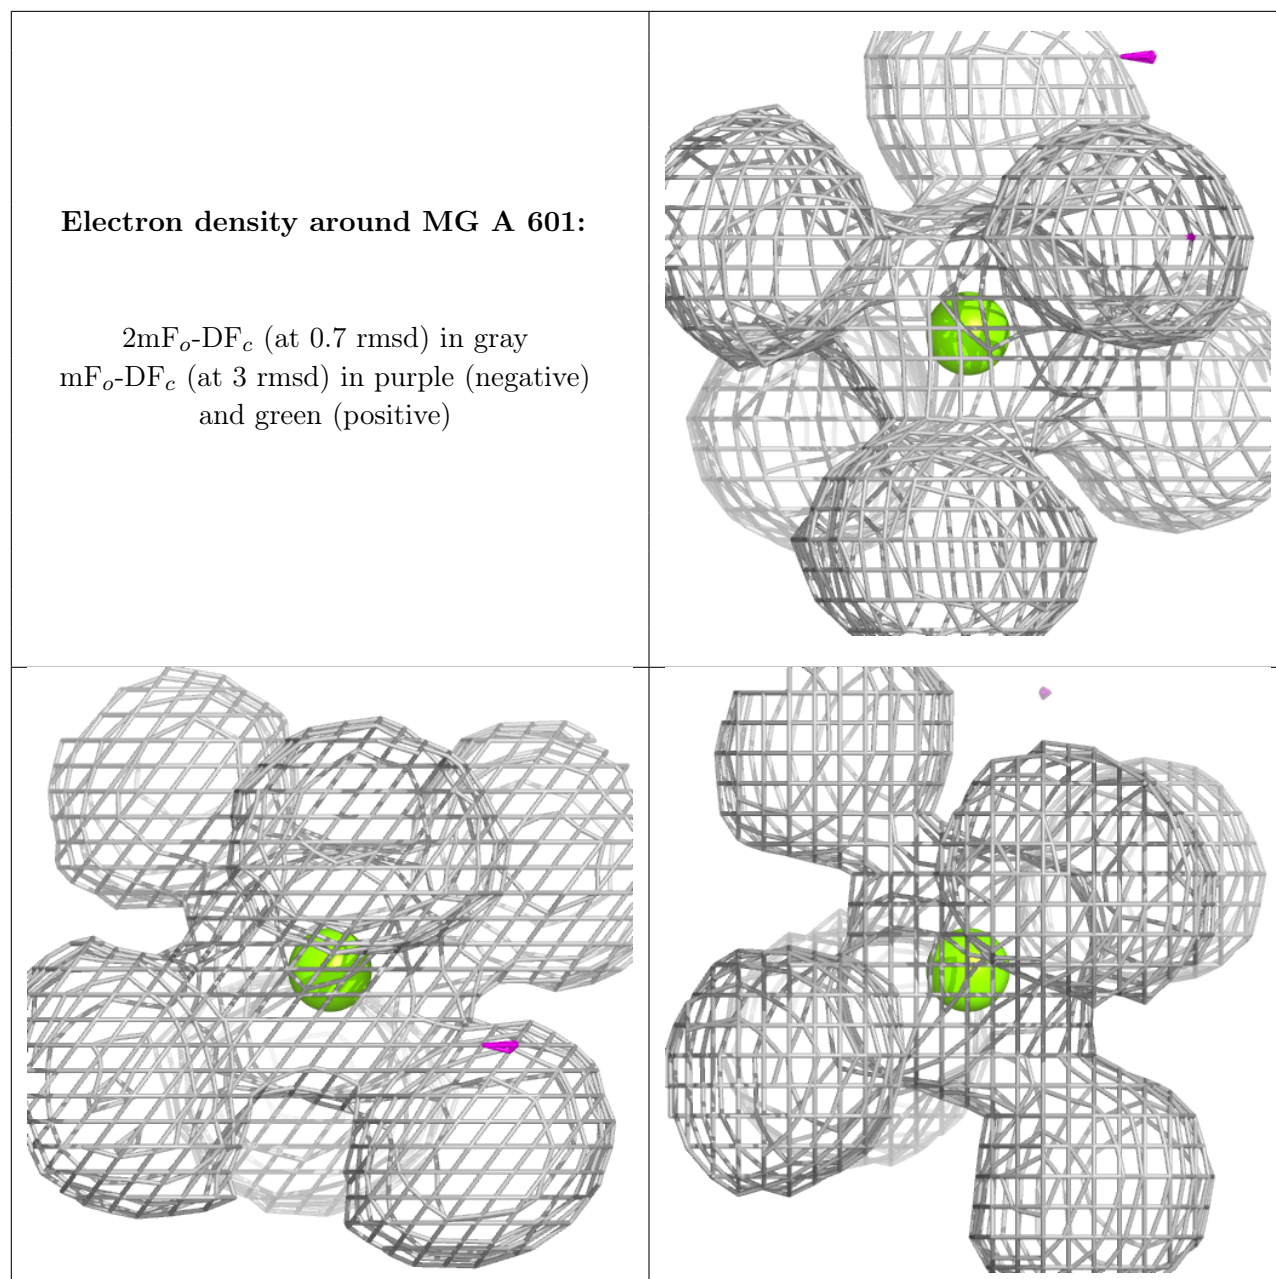 Electron density around MG A 601:
2mFo-DFc (at 0.7 rmsd) in gray
mFo-DFc (at 3 rmsd) in purple (negative)
and green (positive)